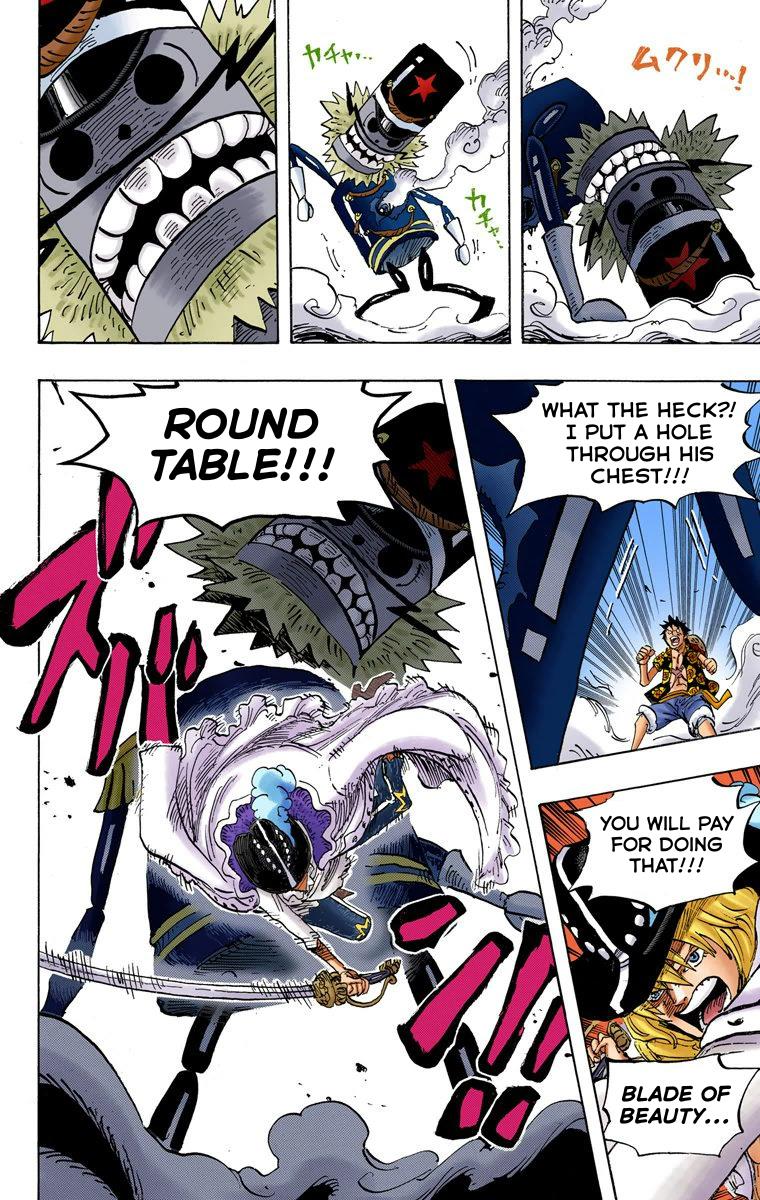 ムクリ…!
カチャ…
カチャ…
WHAT THE HECK?!
I PUT A HOLE
THROUGH HIS
CHEST!!!
YOU WILL PAY
FOR DOING
THAT!!!
BLADE OF
BEAUTY...
ROUND
TABLE!!!
ズバ
!!